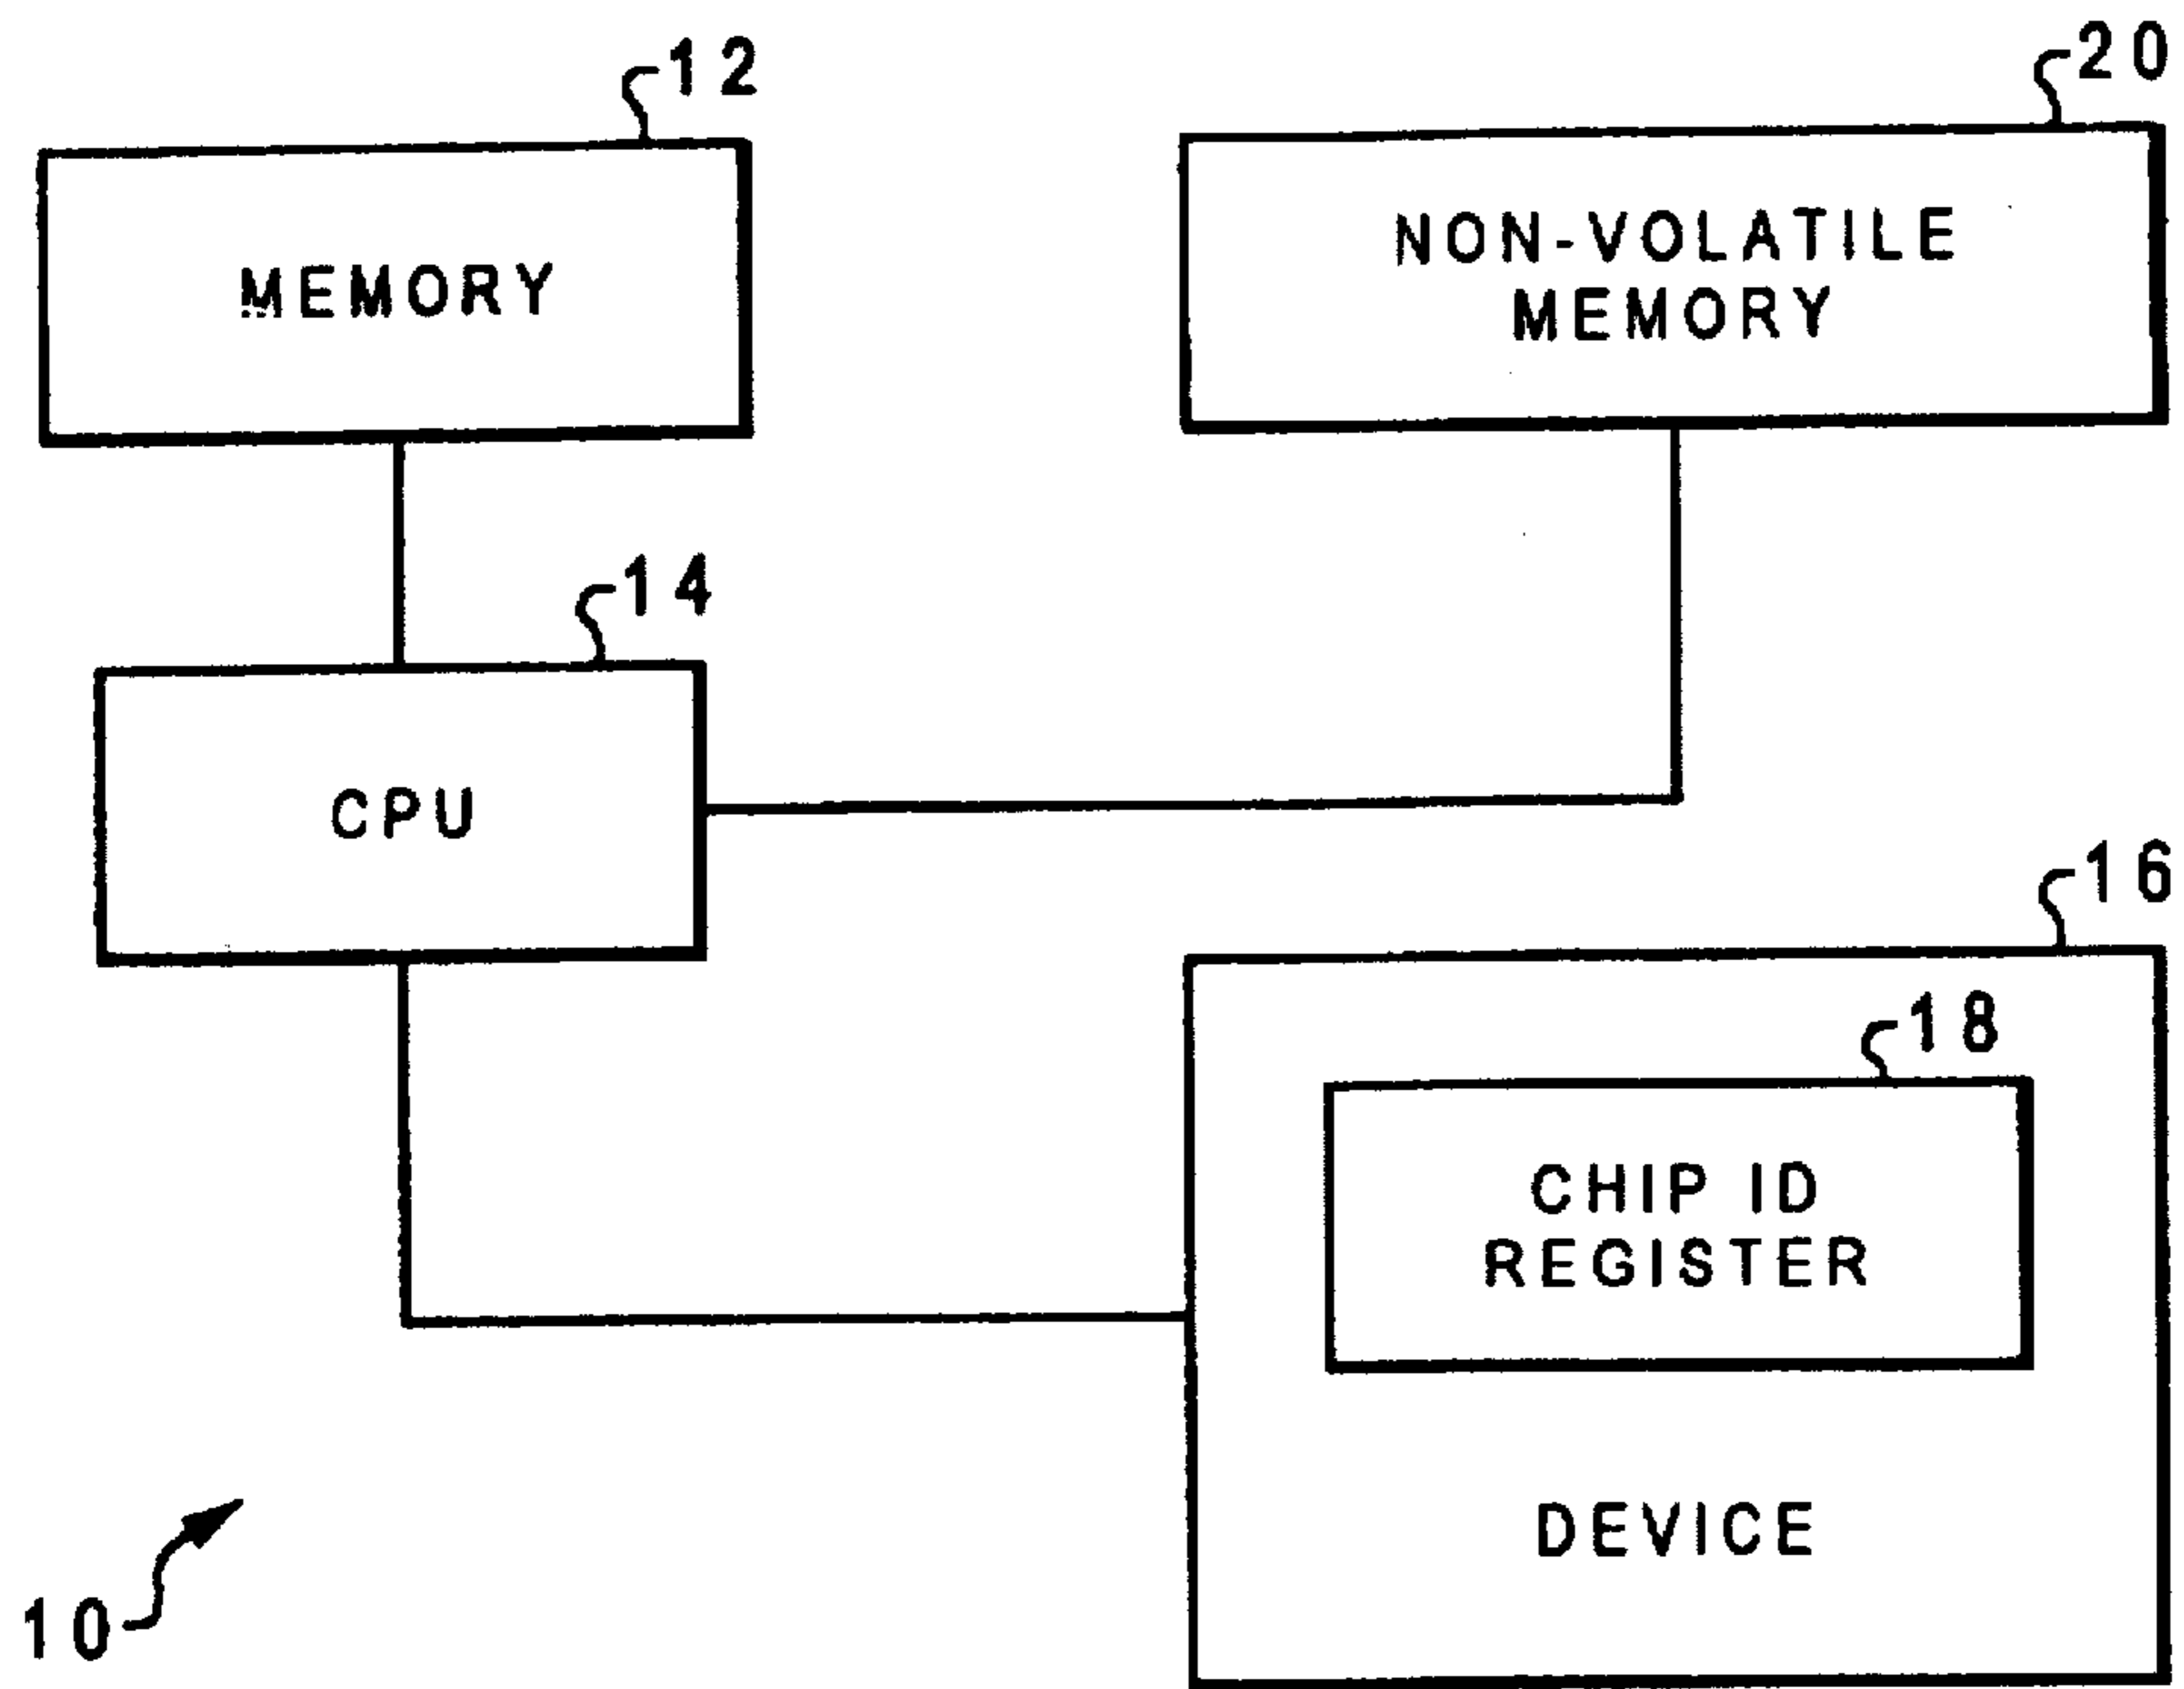 12
20
MEMORY
NON-VOLATILE
MEMORY
14
CPU
16
18
CHIP ID
REGISTER
DEVICE
10